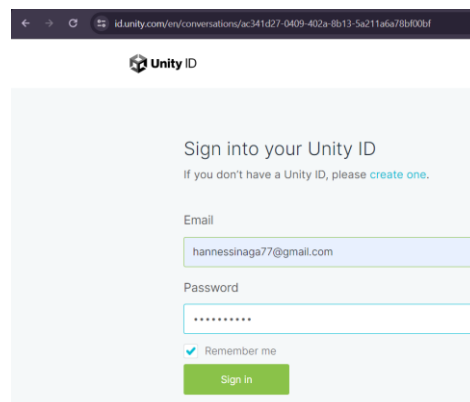 id.unity.com/en/conversations/ac341d27-0409-402a-8b13-5a211a6a78bf00bf
Unity ID
Sign into your Unity ID
If you don't have a Unity ID, please create one.
Email
hannessinaga77@gmail.com
Password
Remember me
Sign in